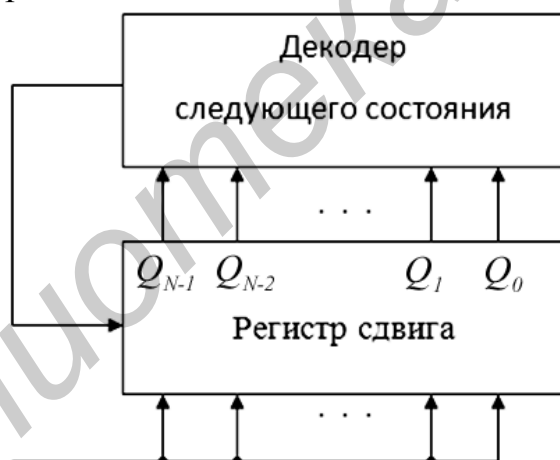 Декодер
следующего состояния
. . .
Q_{N-1} Q_{N-2} Q_1 Q_0
Регистр сдвига
. . .